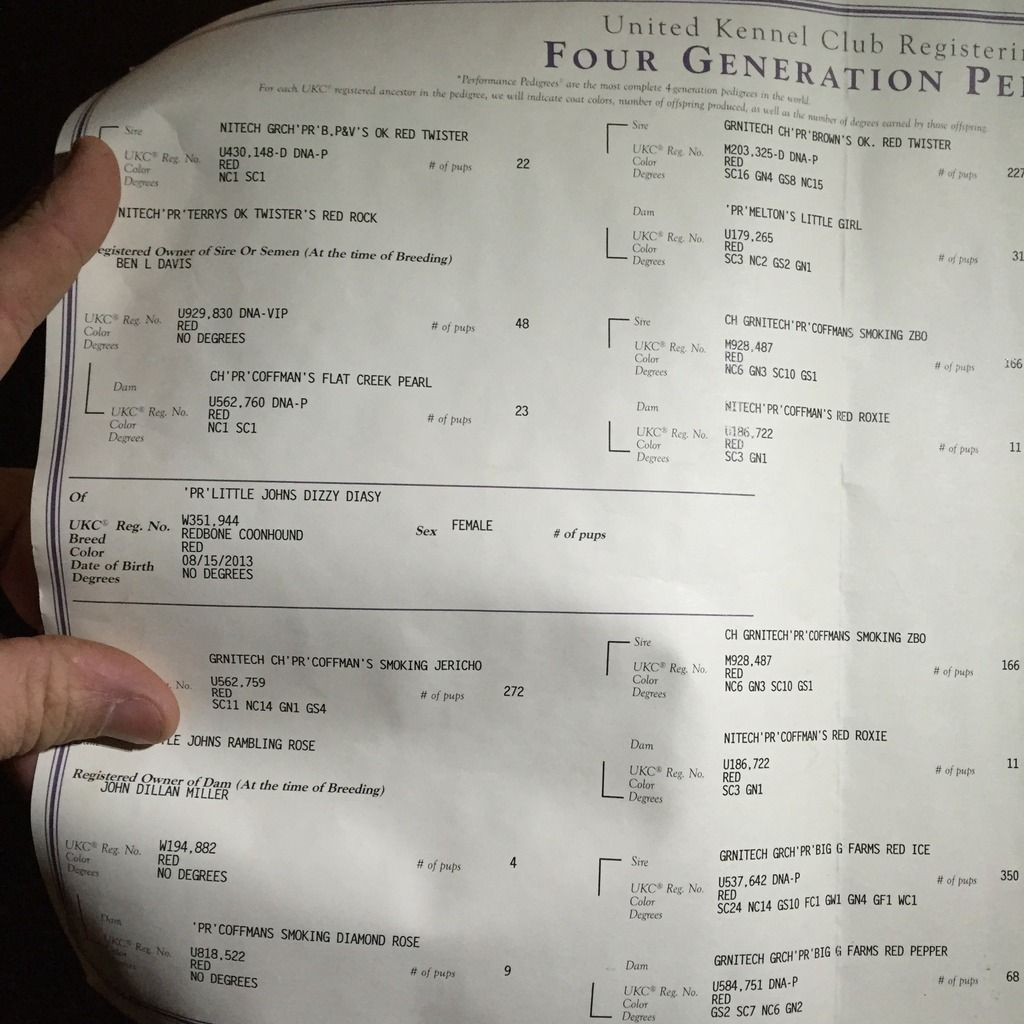 United Kennel Club
FOUR GENERATION
"Performance Pedigrees" are the most complete 4 generation pedigrees in the world.
For each UKC® registered ancestor in the pedigree, we will indicate coat colors, number of offspring produced, as well as the number of degrees earned by those offspring.
Sire NITECH GRCH'PR'B,P&V'S OK RED TWISTER
UKC® Reg. No. U430,148-D DNA-P
Color RED # of pups 22
Degrees NC1 SC1
NITECH'PR'TERRYS OK TWISTER'S RED ROCK
Registered Owner of Sire Or Semen (At the time of Breeding)
BEN L DAVIS
UKC® Reg. No. U929,830 DNA-VIP
Color RED # of pups 48
Degrees NO DEGREES
Dam CH'PR'COFFMAN'S FLAT CREEK PEARL
UKC® Reg. No. U562,760 DNA-P
Color RED # of pups 23
Degrees NC1 SC1
Sire GRNITECH CH'PR'BROWN'S OK. RED TWISTER
UKC® Reg. No. M203,325-D DNA-P
Color RED # of pups 227
Degrees SC16 GN4 GS8 NC15
Dam 'PR'MELTON'S LITTLE GIRL
UKC® Reg. No. U179,265
Color RED # of pups 31
Degrees SC3 NC2 GS2 GN1
Sire CH GRNITECH'PR'COFFMANS SMOKING ZBO
UKC® Reg. No. M928,487
Color RED # of pups 166
Degrees NC6 GN3 SC10 GS1
Dam NITECH'PR'COFFMAN'S RED ROXIE
UKC® Reg. No. U186,722
Color RED # of pups 11
Degrees SC3 GN1
Of 'PR'LITTLE JOHNS DIZZY DIASY
UKC® Reg. No. W351,944 Sex FEMALE # of pups
Breed REDBONE COONHOUND
Color RED
Date of Birth 08/15/2013
Degrees NO DEGREES
GRNITECH CH'PR'COFFMAN'S SMOKING JERICHO
No. U562,759
RED # of pups 272
SC11 NC14 GN1 GS4
JOHNS RAMBLING ROSE
Registered Owner of Dam (At the time of Breeding)
JOHN DILLAN MILLER
UKC® Reg. No. W194,882
Color RED # of pups 4
Degrees NO DEGREES
Dam 'PR'COFFMANS SMOKING DIAMOND ROSE
UKC® Reg. No. U818,522
RED # of pups 9
NO DEGREES
Sire CH GRNITECH'PR'COFFMANS SMOKING ZBO
UKC® Reg. No. M928,487
Color RED # of pups 166
Degrees NC6 GN3 SC10 GS1
Dam NITECH'PR'COFFMAN'S RED ROXIE
UKC® Reg. No. U186,722
Color RED # of pups 11
Degrees SC3 GN1
Sire GRNITECH GRCH'PR'BIG G FARMS RED ICE
UKC® Reg. No. U537,642 DNA-P
Color RED # of pups 350
Degrees SC24 NC14 GS10 FC1 GW1 GN4 GF1 WC1
Dam GRNITECH GRCH'PR'BIG G FARMS RED PEPPER
UKC® Reg. No. U584,751 DNA-P
Color RED # of pups 68
Degrees GS2 SC7 NC6 GN2